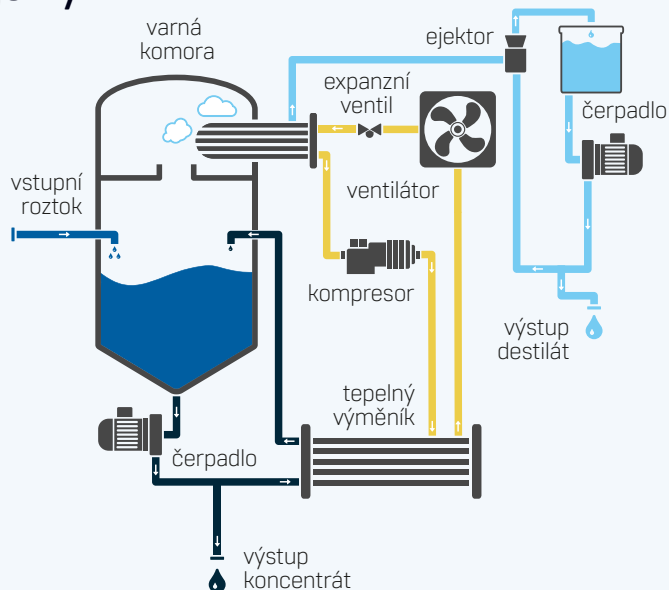 varná
komora
ejektor
expanzní
ventil
čerpadlo
ventilátor
vstupní
roztok
kompresor
výstup
destilát
tepelný
výměník
čerpadlo
výstup
koncentrát